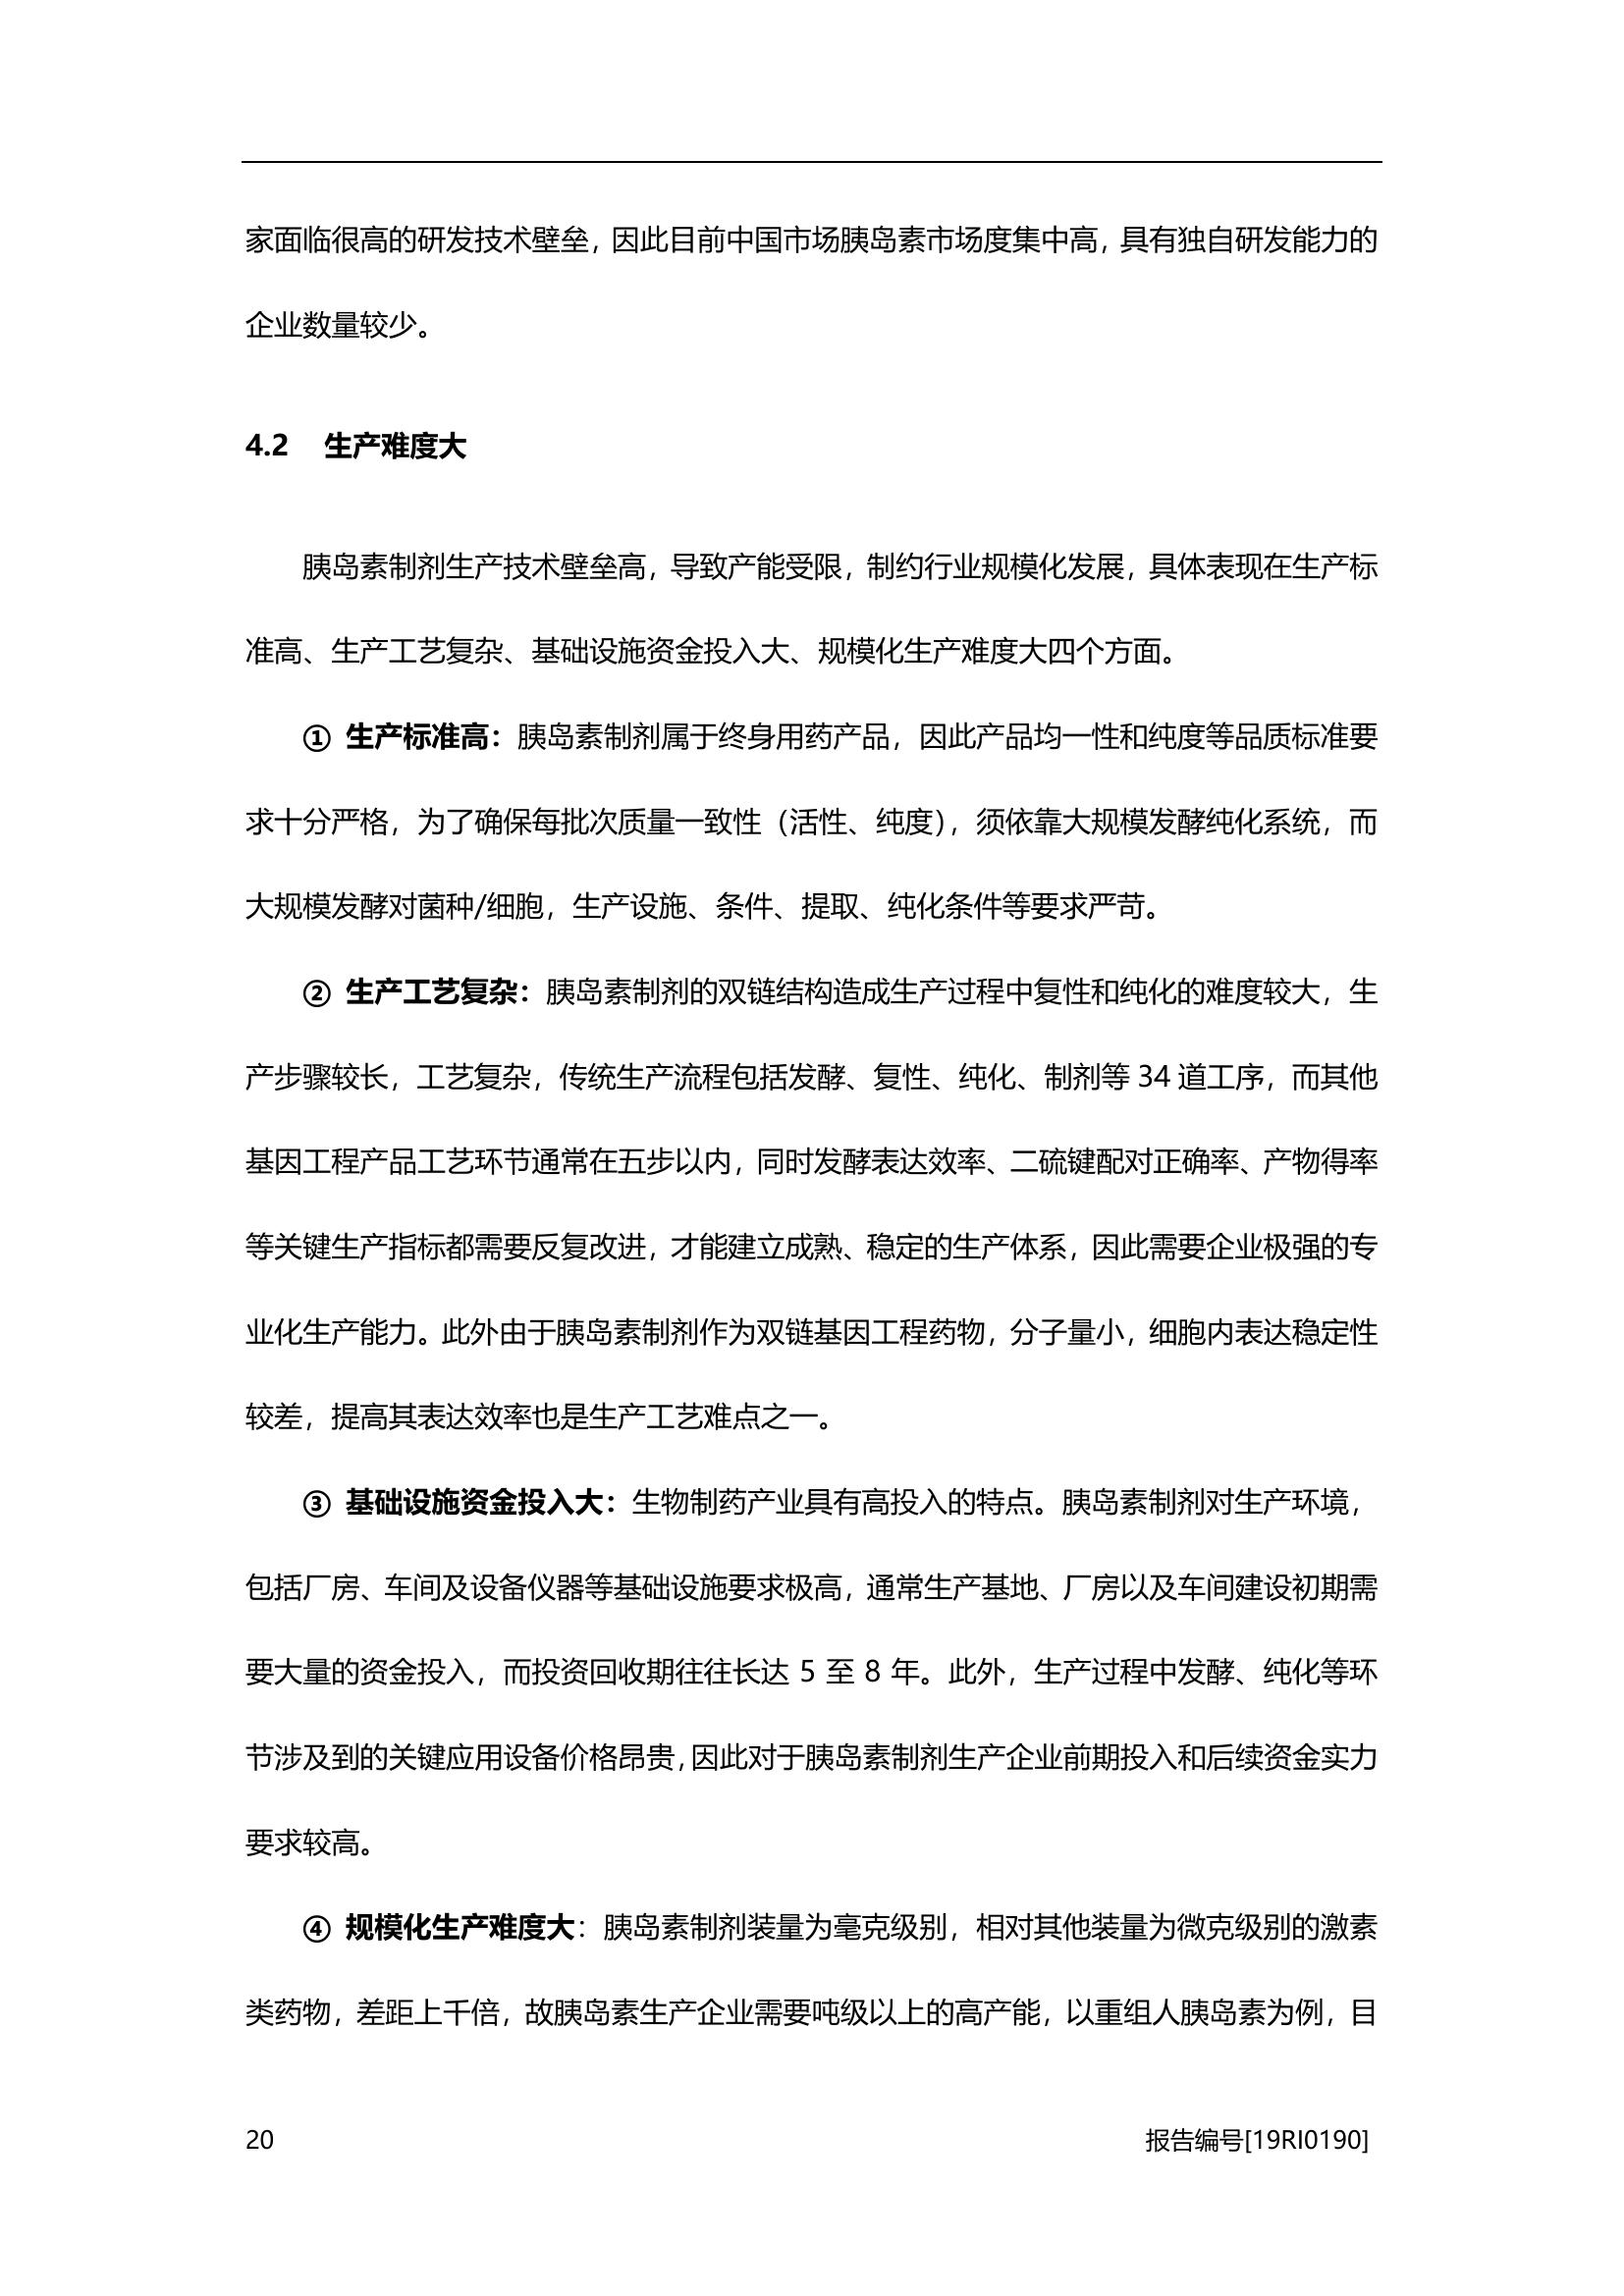 家面临很高的研发技术壁垒，因此目前中国市场胰岛素市场度集中高，具有独自研发能力的
企业数量较少。
4.2 生产难度大
胰岛素制剂生产技术壁垒高，导致产能受限，制约行业规模化发展，具体表现在生产标
准高、生产工艺复杂、基础设施资金投入大、规模化生产难度大四个方面。
① 生产标准高：胰岛素制剂属于终身用药产品，因此产品均一性和纯度等品质标准要
求十分严格，为了确保每批次质量一致性（活性、纯度），须依靠大规模发酵纯化系统，而
大规模发酵对菌种/细胞，生产设施、条件、提取、纯化条件等要求严苛。
② 生产工艺复杂：胰岛素制剂的双链结构造成生产过程中复性和纯化的难度较大，生
产步骤较长，工艺复杂，传统生产流程包括发酵、复性、纯化、制剂等 34 道工序，而其他
基因工程产品工艺环节通常在五步以内，同时发酵表达效率、二硫键配对正确率、产物得率
等关键生产指标都需要反复改进，才能建立成熟、稳定的生产体系，因此需要企业极强的专
业化生产能力。此外由于胰岛素制剂作为双链基因工程药物，分子量小，细胞内表达稳定性
较差，提高其表达效率也是生产工艺难点之一。
③ 基础设施资金投入大：生物制药产业具有高投入的特点。胰岛素制剂对生产环境，
包括厂房、车间及设备仪器等基础设施要求极高，通常生产基地、厂房以及车间建设初期需
要大量的资金投入，而投资回收期往往长达 5 至 8 年。此外，生产过程中发酵、纯化等环
节涉及到的关键应用设备价格昂贵，因此对于胰岛素制剂生产企业前期投入和后续资金实力
要求较高。
④ 规模化生产难度大：胰岛素制剂装量为毫克级别，相对其他装量为微克级别的激素
类药物，差距上千倍，故胰岛素生产企业需要吨级以上的高产能，以重组人胰岛素为例，目
20 报告编号[19RI0190]